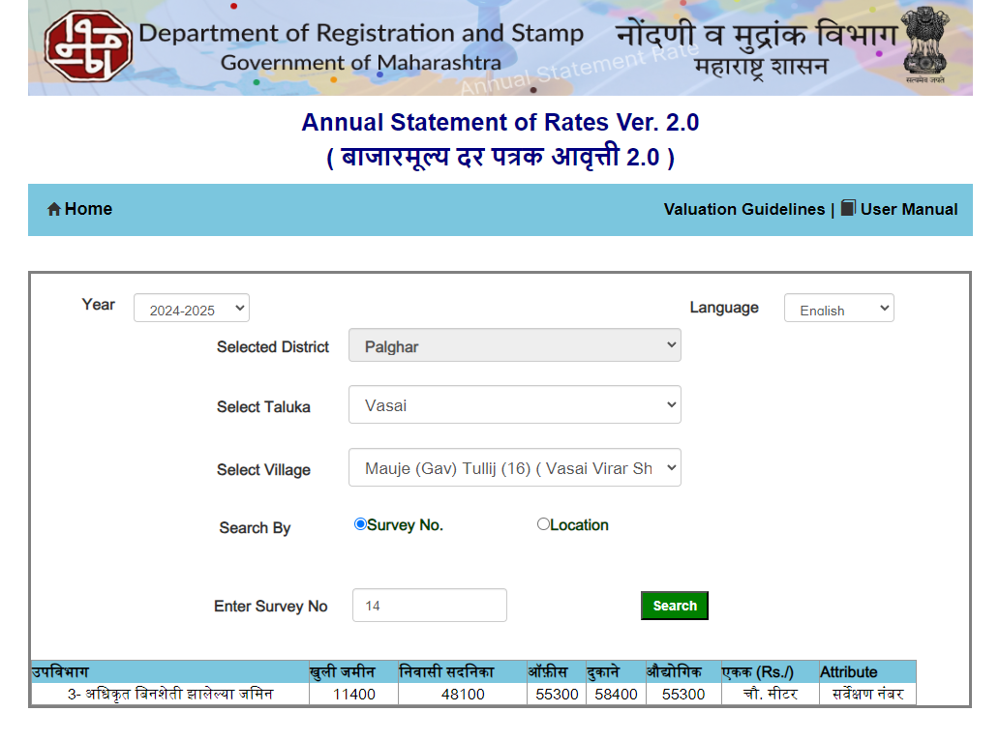 Department of Registration and Stamp
Government of Maharashtra
नोंदणी व मुद्रांक विभाग
महाराष्ट्र शासन
सत्यमेव जयते
Annual Statement Rate
Annual Statement of Rates Ver. 2.0
( बाजारमूल्य दर पत्रक आवृत्ती 2.0 )
Home
Valuation Guidelines | User Manual
Year 2024-2025 Language English
Selected District Palghar
Select Taluka Vasai
Select Village Mauje (Gav) Tullij (16) ( Vasai Virar Sh
Search By Survey No. Location
Enter Survey No 14 Search
उपविभाग खुली जमीन निवासी सदनिका ऑफ़ीस दुकाने औद्योगिक एकक (Rs./) Attribute
3- अधिकृत बिनशेती झालेल्या जमिन 11400 48100 55300 58400 55300 चौ. मीटर सर्वेक्षण नंबर